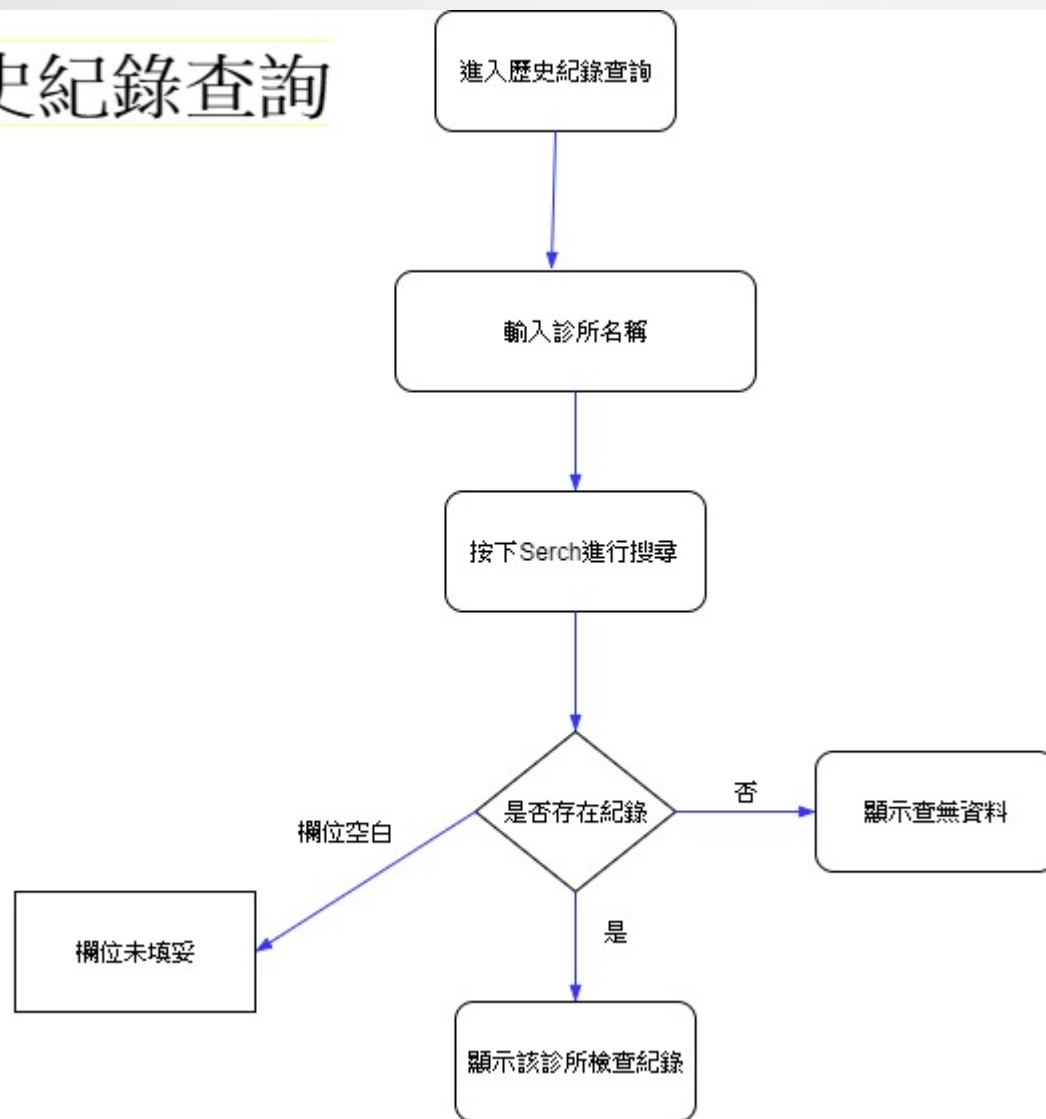 史紀錄查詢
進入歷史紀錄查詢
輸入診所名稱
按下Serch進行搜尋
是否存在紀錄
否
顯示查無資料
欄位空白
欄位未填妥
是
顯示該診所檢查紀錄